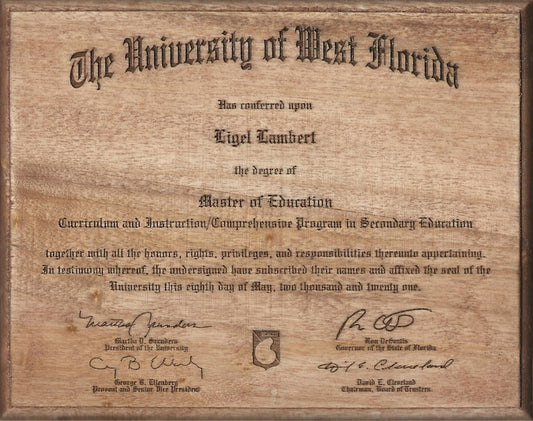 The University of West Florida
Has conferred upon
Ligel Lambert
the degree of
Master of Education
Curriculum and Instruction/Comprehensive Program in Secondary Education
together with all the honors, rights, privileges, and responsibilities thereunto appertaining.
In testimony whereof, the undersigned have subscribed their names and affixed the seal of the
University this eighth day of May, two thousand and twenty one.
Martha Saunders
Martha D. Saunders
President of the University
Ron DeSantis
Governor of the State of Florida
George B. Ellenberg
Provost and Senior Vice President
David E. Cleveland
Chairman, Board of Trustees